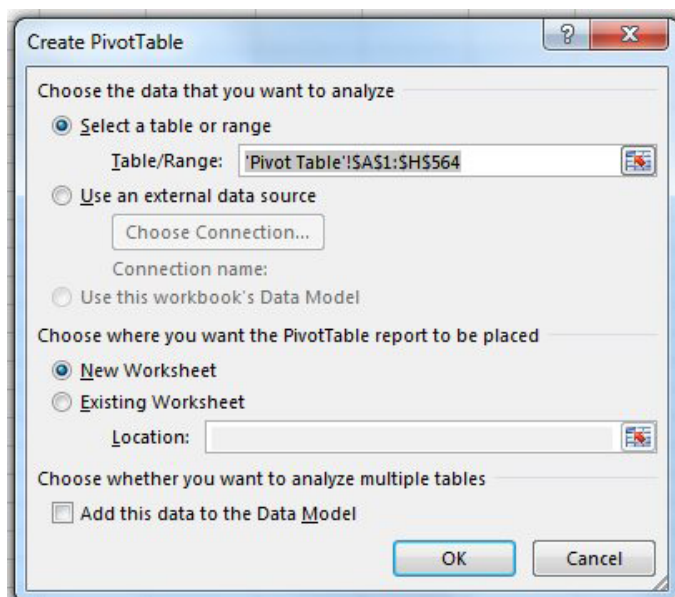 Create PivotTable
?
Choose the data that you want to analyze
Select a table or range
Table/Range: 'Pivot Table'!$A$1:$H$564
Use an external data source
Choose Connection...
Connection name:
Use this workbook's Data Model
Choose where you want the PivotTable report to be placed
New Worksheet
Existing Worksheet
Location:
Choose whether you want to analyze multiple tables
Add this data to the Data Model
OK Cancel